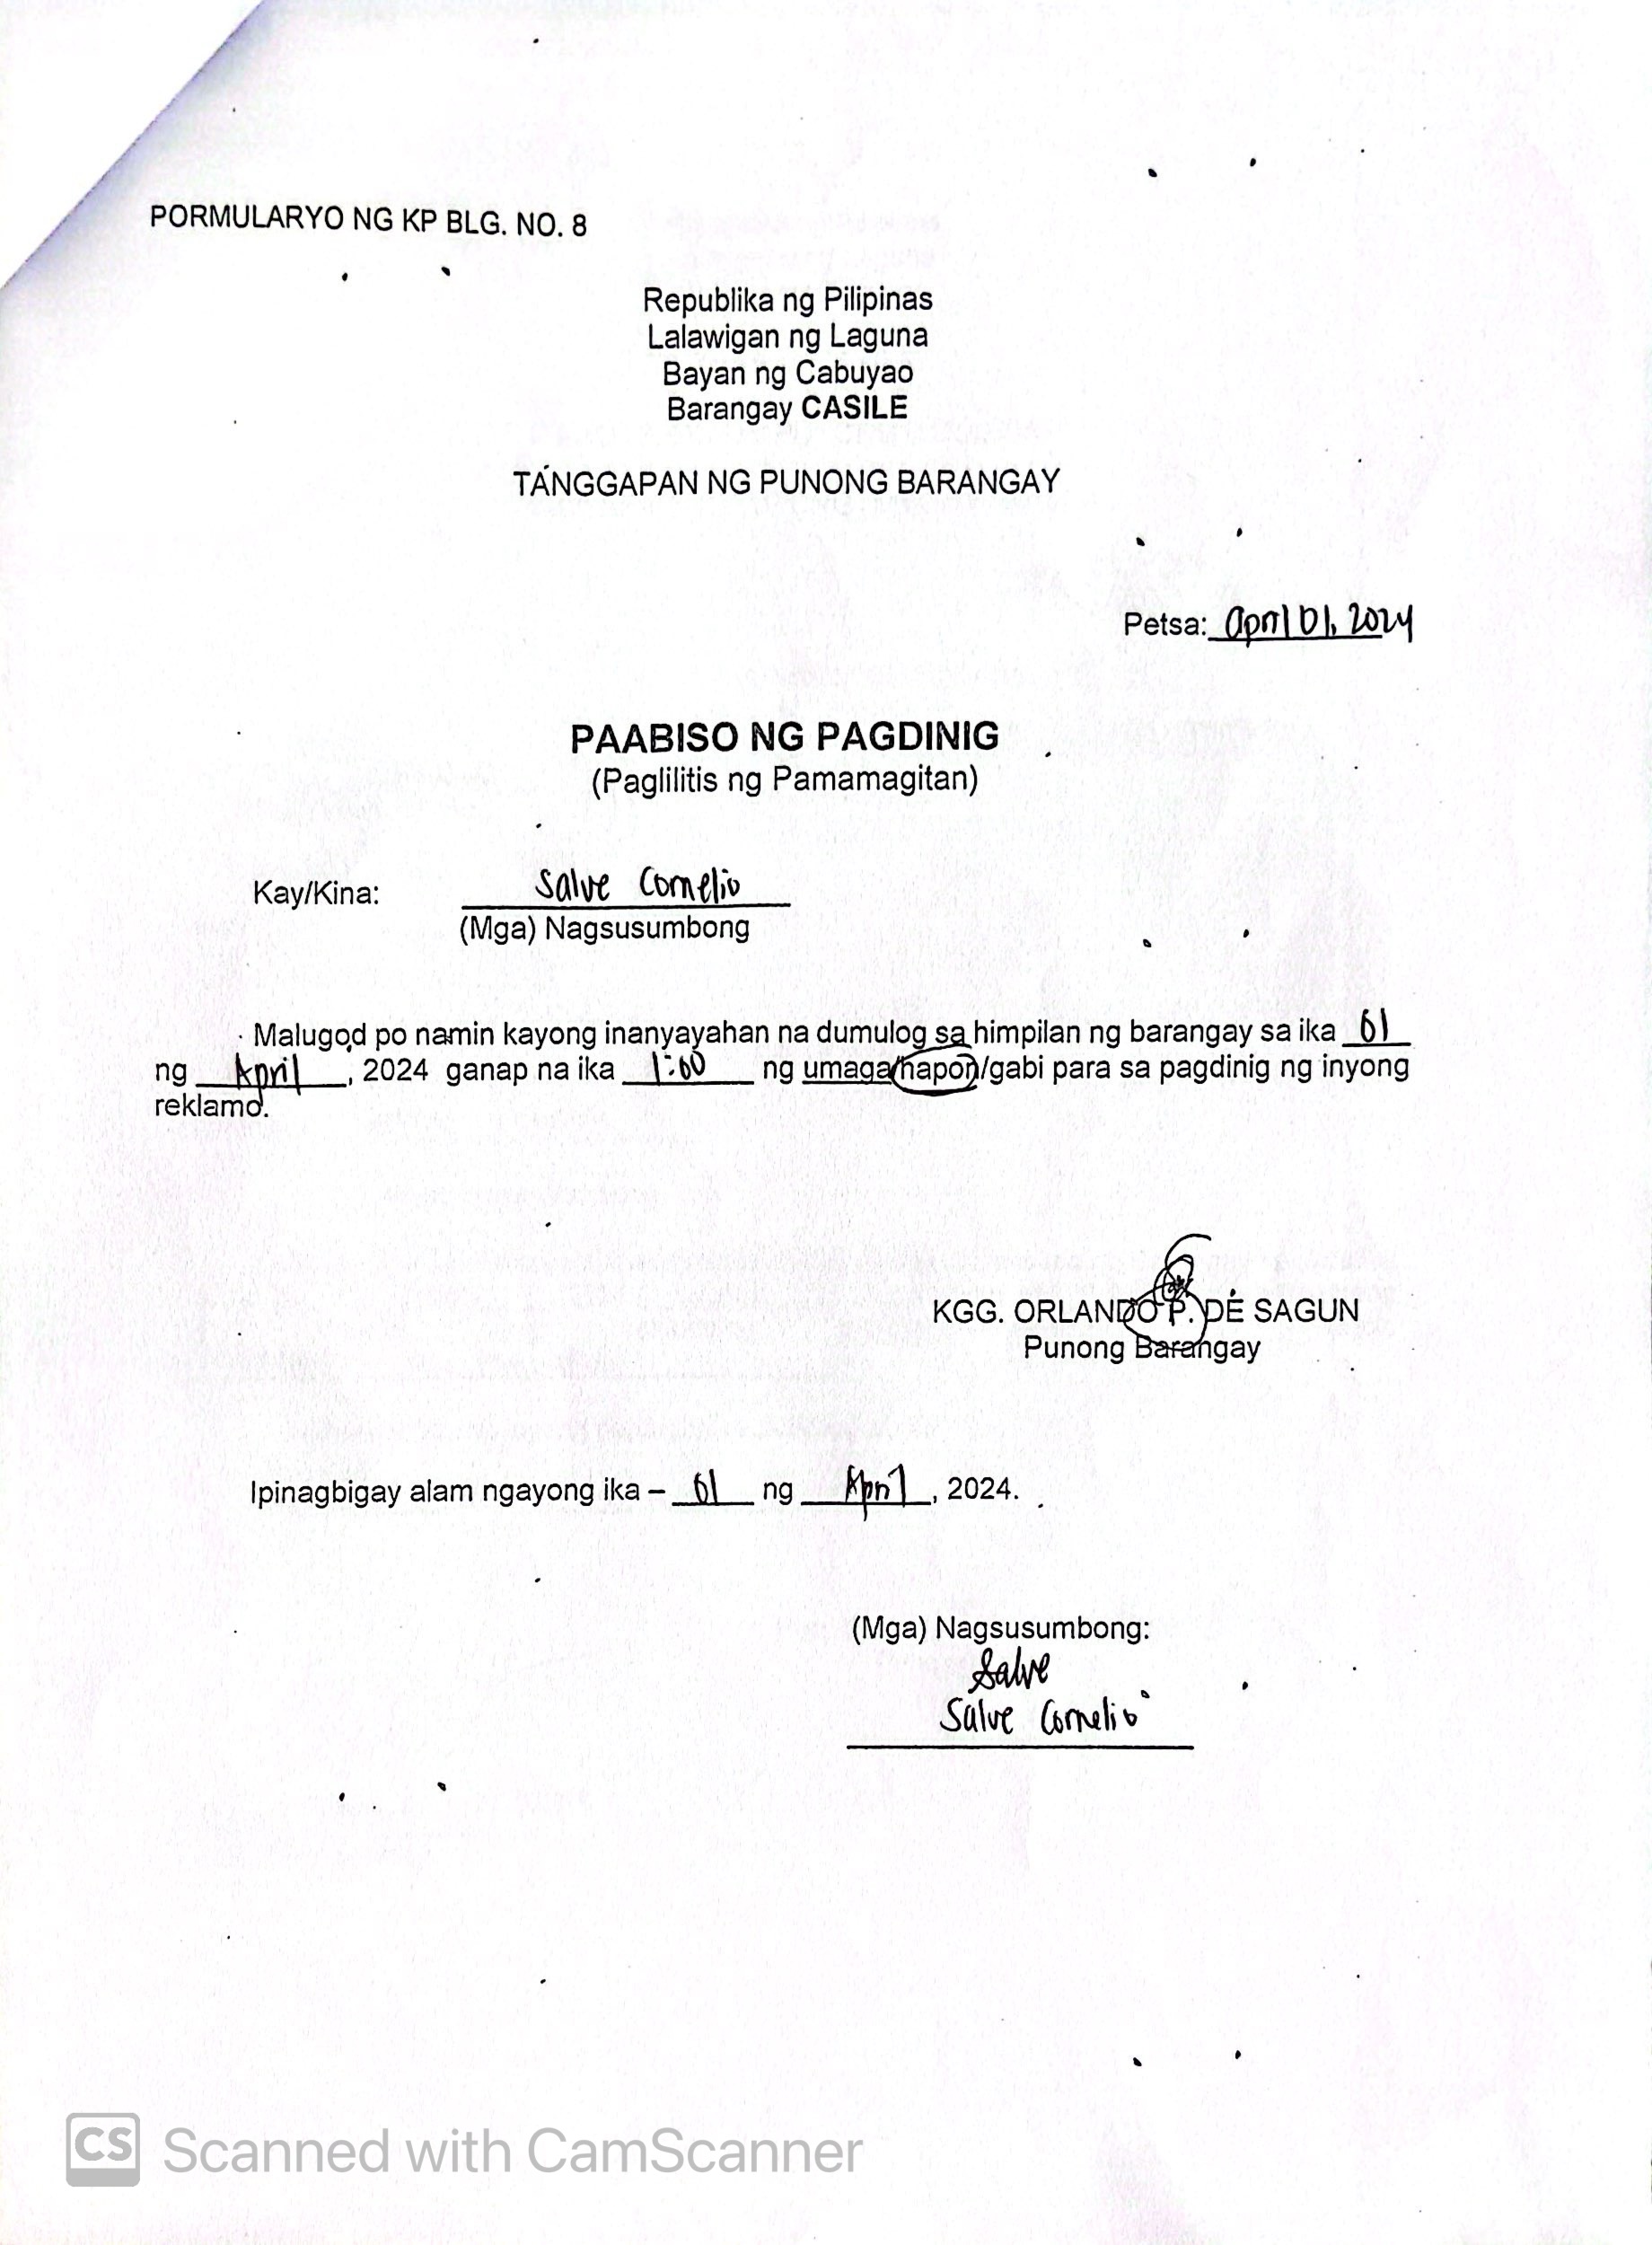 PORMULARYO NG KP BLG. NO. 8
Republika ng Pilipinas
Lalawigan ng Laguna
Bayan ng Cabuyao
Barangay CASILE
TANGGAPAN NG PUNONG BARANGAY
Petsa: April 01, 2024
PAABISO NG PAGDINIG
(Paglilitis ng Pamamagitan)
Kay/Kina: Salve Cornelio
(Mga) Nagsusumbong
Malugod po namin kayong inanyayahan na dumulog sa himpilan ng barangay sa ika 01
ng April, 2024 ganap na ika 1:00 ng umaga/hapon/gabi para sa pagdinig ng inyong
reklamo.
KGG. ORLANDO P. DE SAGUN
Punong Barangay
Ipinagbigay alam ngayong ika – 01 ng April, 2024.
(Mga) Nagsusumbong:
Salve
Salve Cornelio
CS Scanned with CamScanner